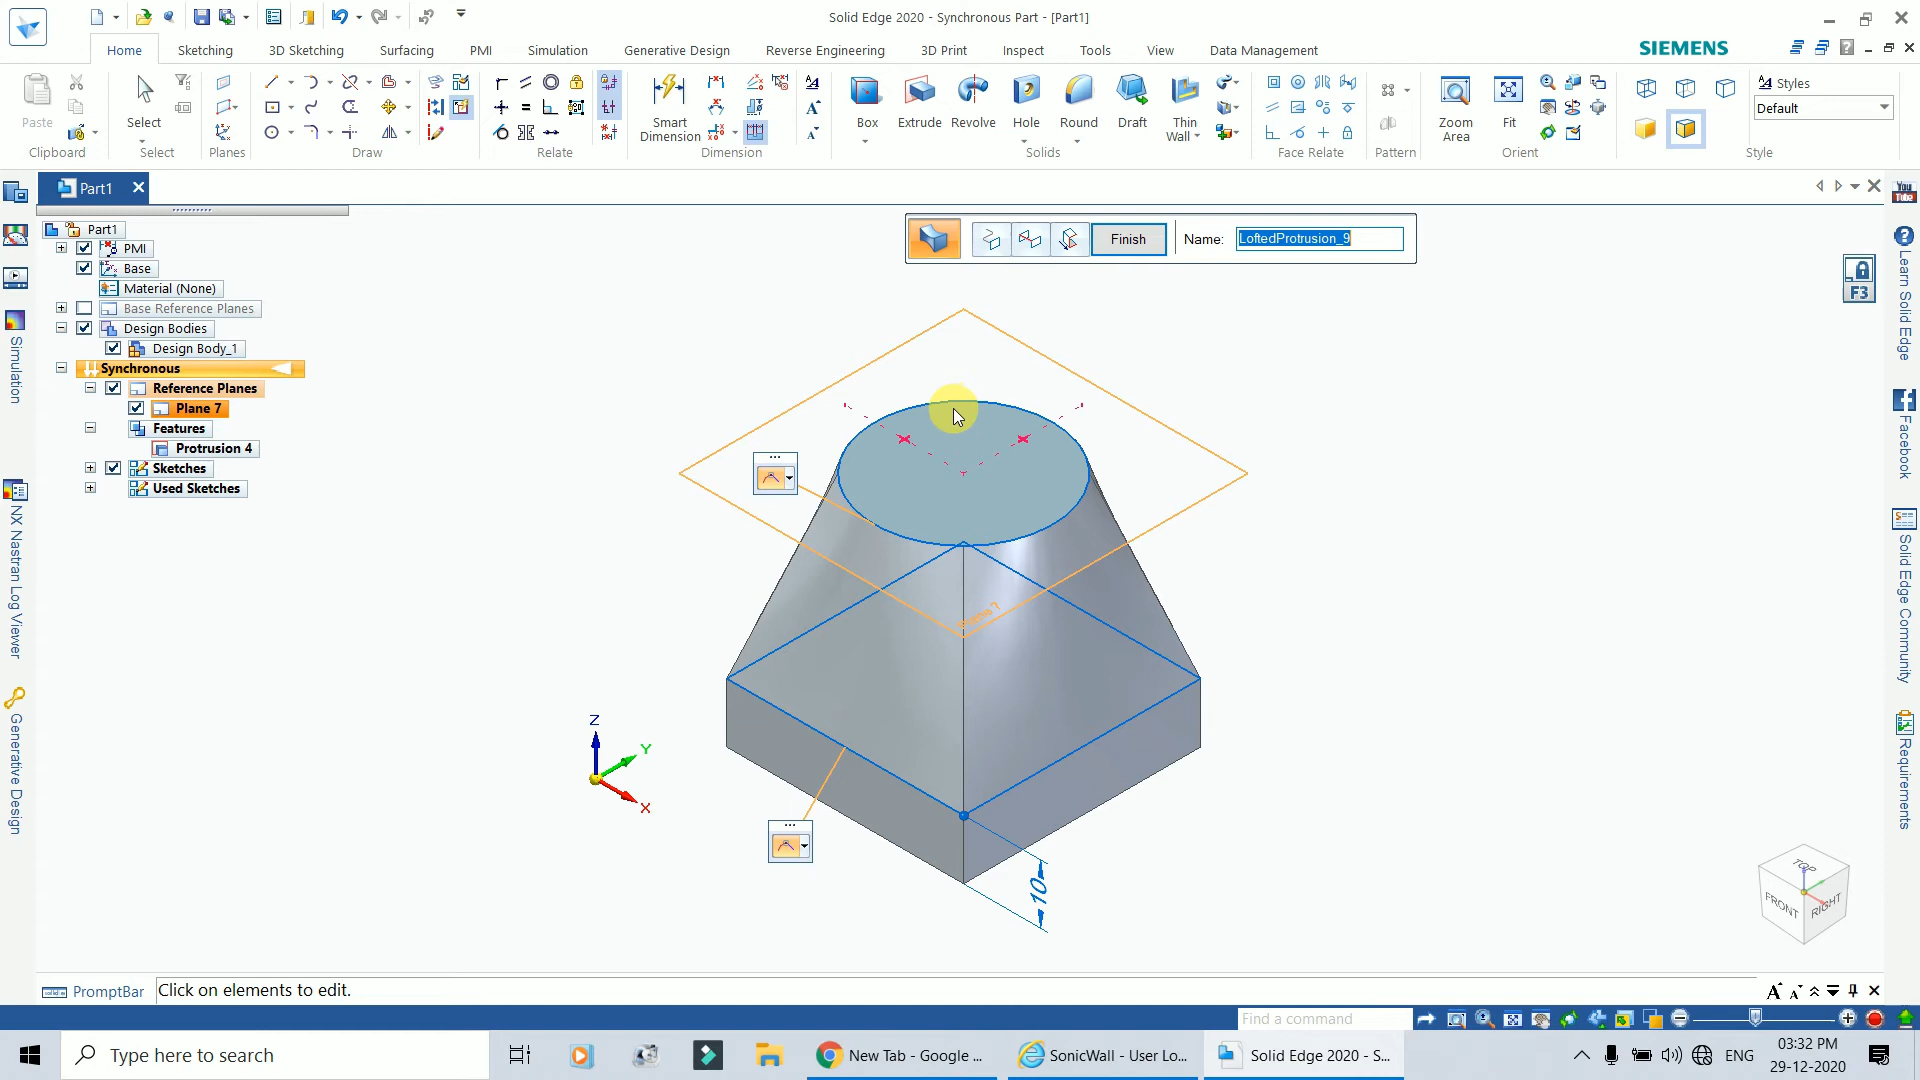 Solid Edge 2020 - Synchronous Part - [Part1]
Home
Sketching
3D Sketching
Surfacing
PMI
Simulation
Generative Design
Reverse Engineering
3D Print
Inspect
Tools
View
Data Management
SIEMENS
Paste
Clipboard
Select
Select
Planes
Draw
Relate
Smart
Dimension
Dimension
Box
Extrude
Revolve
Hole
Round
Draft
Thin
Wall
Solids
Face Relate
Pattern
Zoom
Area
Fit
Orient
Styles
Default
Style
Part1
You
Tube
Part1
PMI
Base
Material (None)
Base Reference Planes
Design Bodies
Design Body_1
Synchronous
Reference Planes
Plane 7
Features
Protrusion 4
Sketches
Used Sketches
Finish
Name:
LoftedProtrusion_9
F3
Simulation
NX Nastran Log Viewer
Generative Design
Learn Solid Edge
Facebook
Solid Edge Community
Requirements
Z
Y
X
10
TOP
FRONT
RIGHT
PromptBar
Click on elements to edit.
Find a command
Type here to search
New Tab - Google ...
SonicWall - User Lo...
Solid Edge 2020 - S...
ENG
03:32 PM
29-12-2020